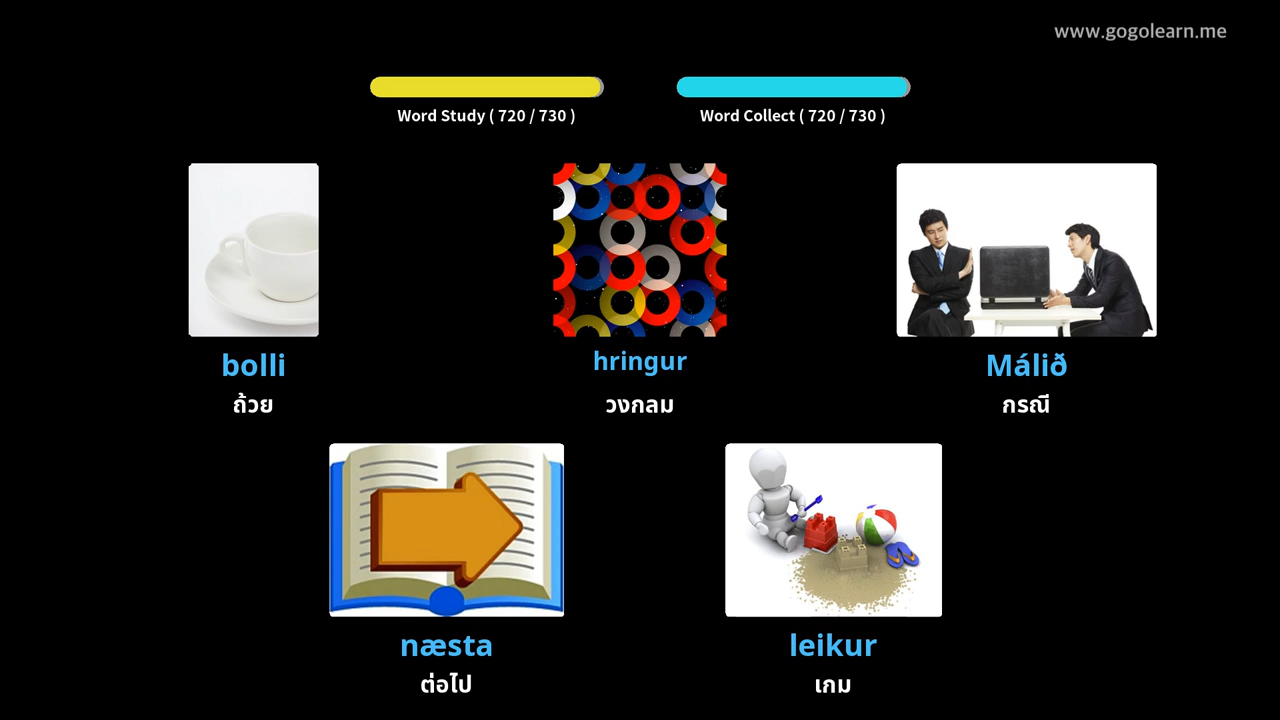 www.gogolearn.me
Word Study ( 720 / 730 )
Word Collect ( 720 / 730 )
bolli
ถ้วย
hringur
วงกลม
Málið
กรณี
næsta
ต่อไป
leikur
เกม